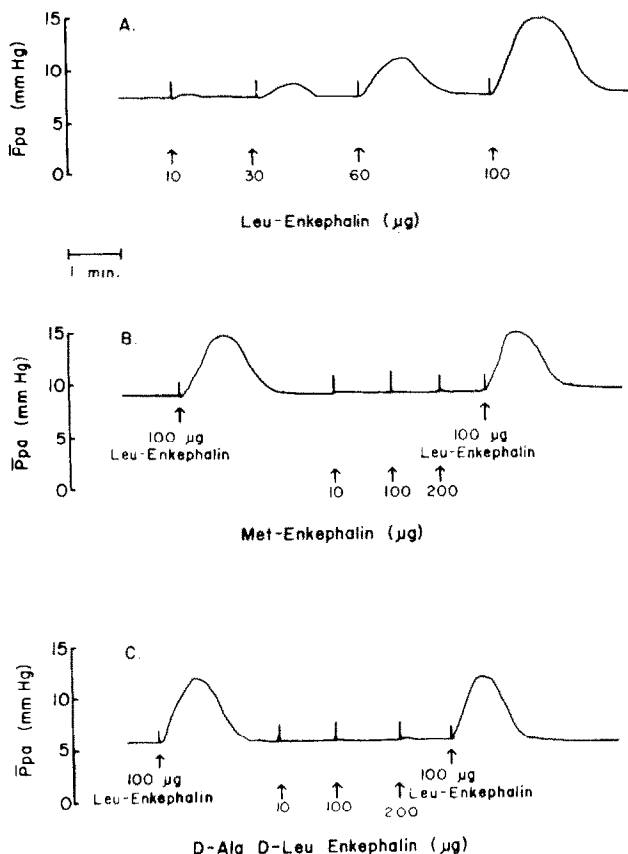 A.
P̄pa (mm Hg)
15
10
5
0
10 30 60 100
Leu-Enkephalin (µg)
1 min.
B.
P̄pa (mm Hg)
15
10
5
0
100 µg
Leu-Enkephalin
100 µg
Leu-Enkephalin
10 100 200
Met-Enkephalin (µg)
C.
P̄pa (mm Hg)
15
10
5
0
100 µg
Leu-Enkephalin
100 µg
Leu-Enkephalin
10 100 200
D-Ala D-Leu Enkephalin (µg)